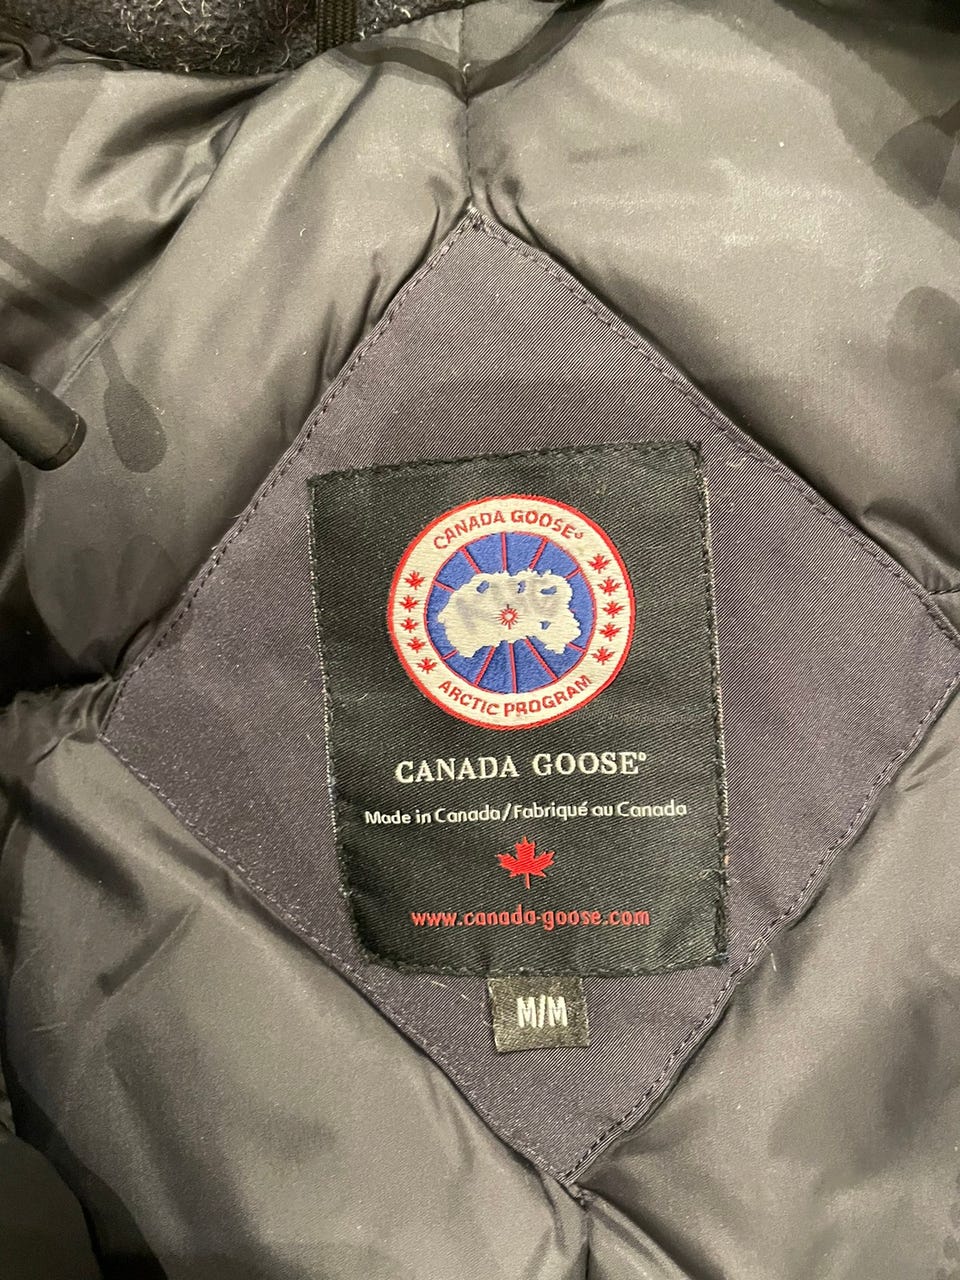 CANADA GOOSE®
ARCTIC PROGRAM
CANADA GOOSE®
Made in Canada/Fabriqué au Canada
www.canada-goose.com
M/M